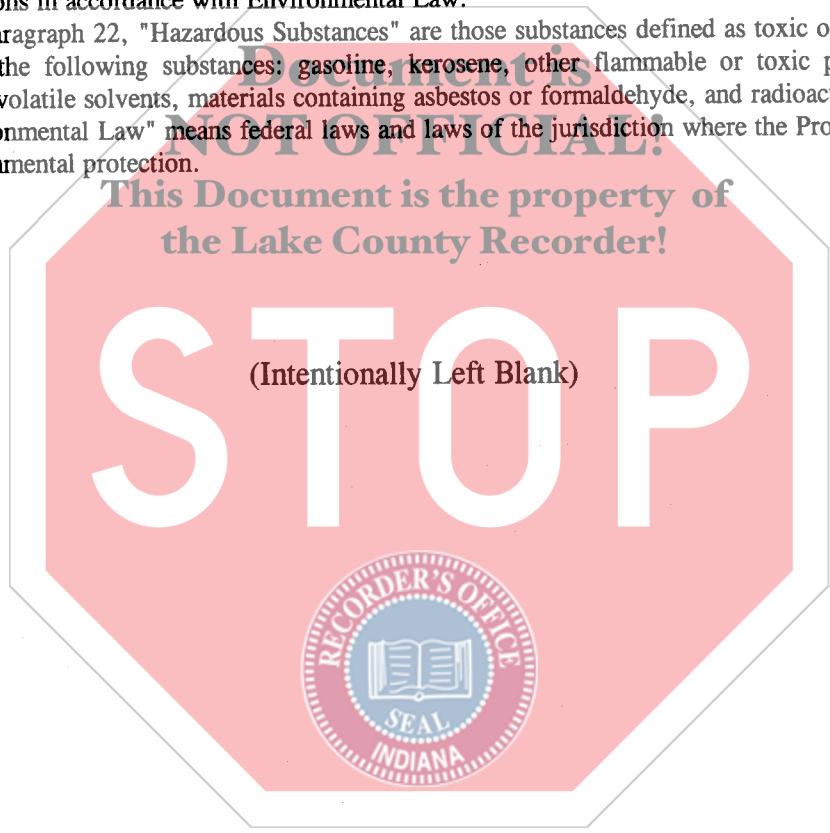 ons in accordance with Environmental Law.
aragraph 22, "Hazardous Substances" are those substances defined as toxic o
the following substances: gasoline, kerosene, other flammable or toxic p
volatile solvents, materials containing asbestos or formaldehyde, and radioac
onmental Law" means federal laws and laws of the jurisdiction where the Pro
nmental protection.
Document is
NOT OFFICIAL!
This Document is the property of
the Lake County Recorder!
(Intentionally Left Blank)
STOP
RECORDER'S OFFICE
SEAL
INDIANA